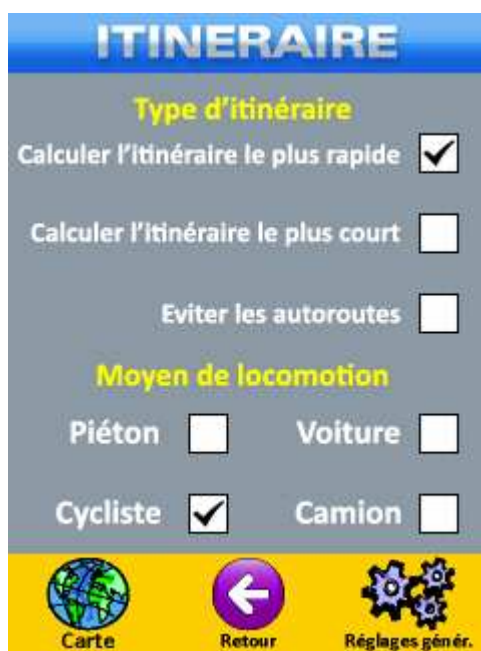 ITINERAIRE
Type d'itinéraire
Calculer l'itinéraire le plus rapide
Calculer l'itinéraire le plus court
Eviter les autoroutes
Moyen de locomotion
Piéton Voiture
Cycliste Camion
Carte Retour Réglages génér.